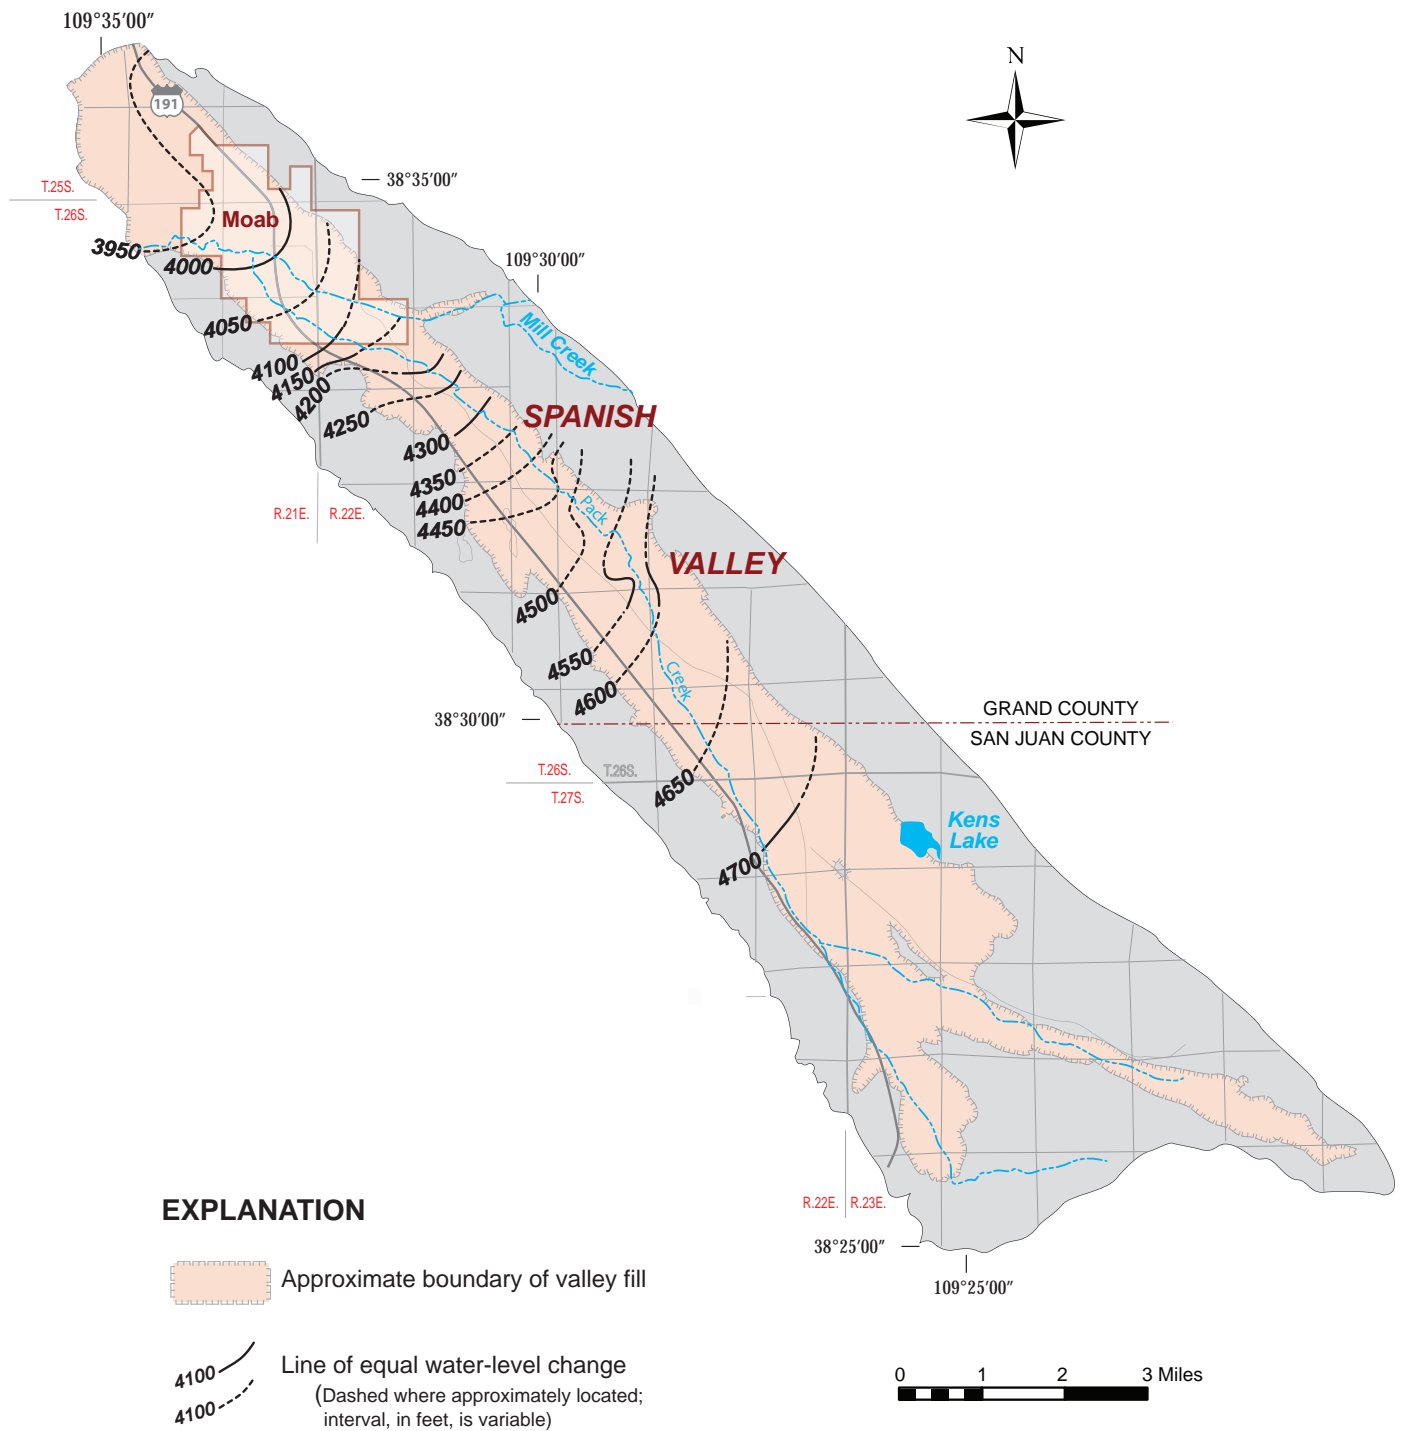 109°35'00"
N
191
38°35'00"
T.25S.
T.26S.
Moab
3950
4000
109°30'00"
4050
Mill Creek
4100
4150
4200
4250
SPANISH
4300
4350
4400
4450
Pack
R.21E.
R.22E.
VALLEY
4500
4550
4600
Creek
38°30'00"
GRAND COUNTY
SAN JUAN COUNTY
T.26S.
T.26S.
T.27S.
4650
Kens
Lake
4700
R.22E.
R.23E.
38°25'00"
109°25'00"
EXPLANATION
Approximate boundary of valley fill
4100
4100
Line of equal water-level change
(Dashed where approximately located;
interval, in feet, is variable)
0 1 2 3 Miles